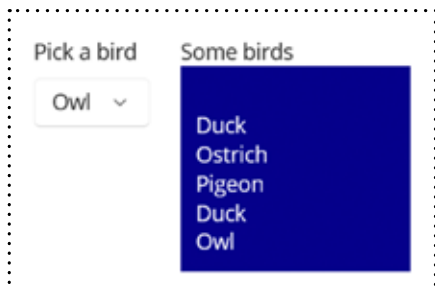 Pick a bird
Owl
Some birds
Duck
Ostrich
Pigeon
Duck
Owl